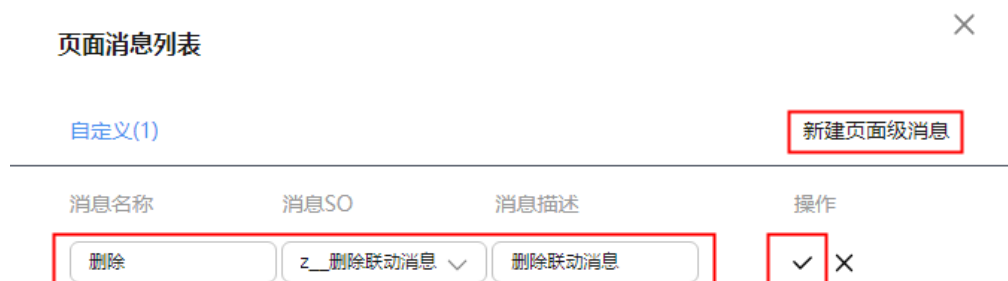 页面消息列表
自定义(1)
新建页面级消息
消息名称 消息SO 消息描述 操作
删除 z__删除联动消息 删除联动消息